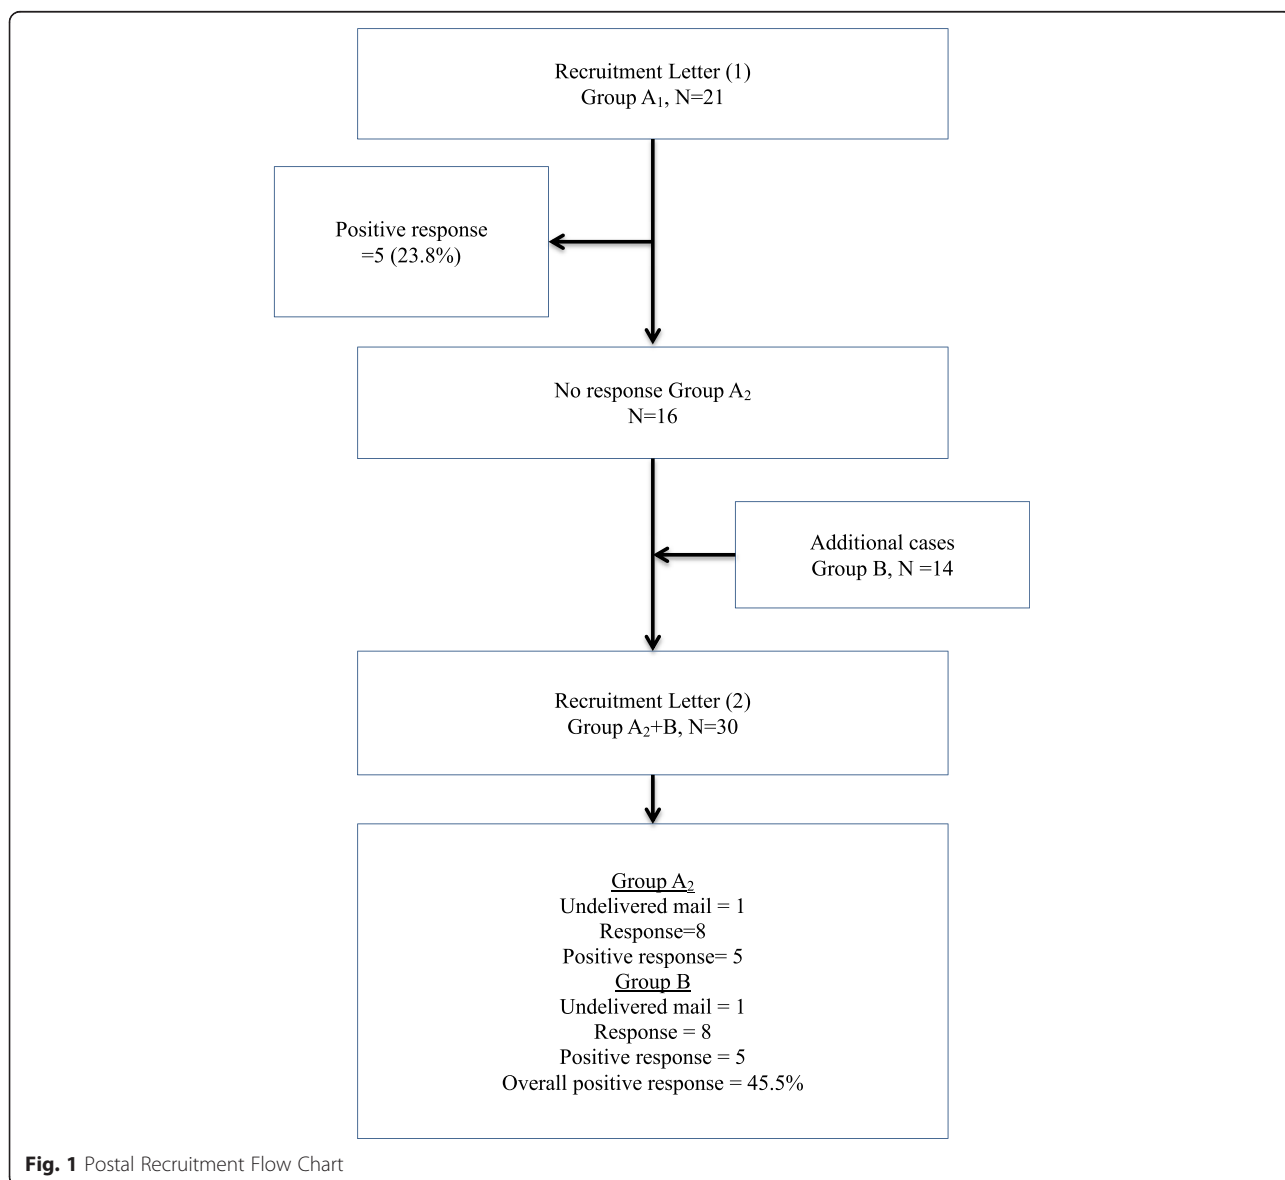 Recruitment Letter (1)
Group A₁, N=21
Positive response
=5 (23.8%)
No response Group A₂
N=16
Additional cases
Group B, N =14
Recruitment Letter (2)
Group A₂+B, N=30
Group A₂
Undelivered mail = 1
Response=8
Positive response= 5
Group B
Undelivered mail = 1
Response = 8
Positive response = 5
Overall positive response = 45.5%
Fig. 1 Postal Recruitment Flow Chart